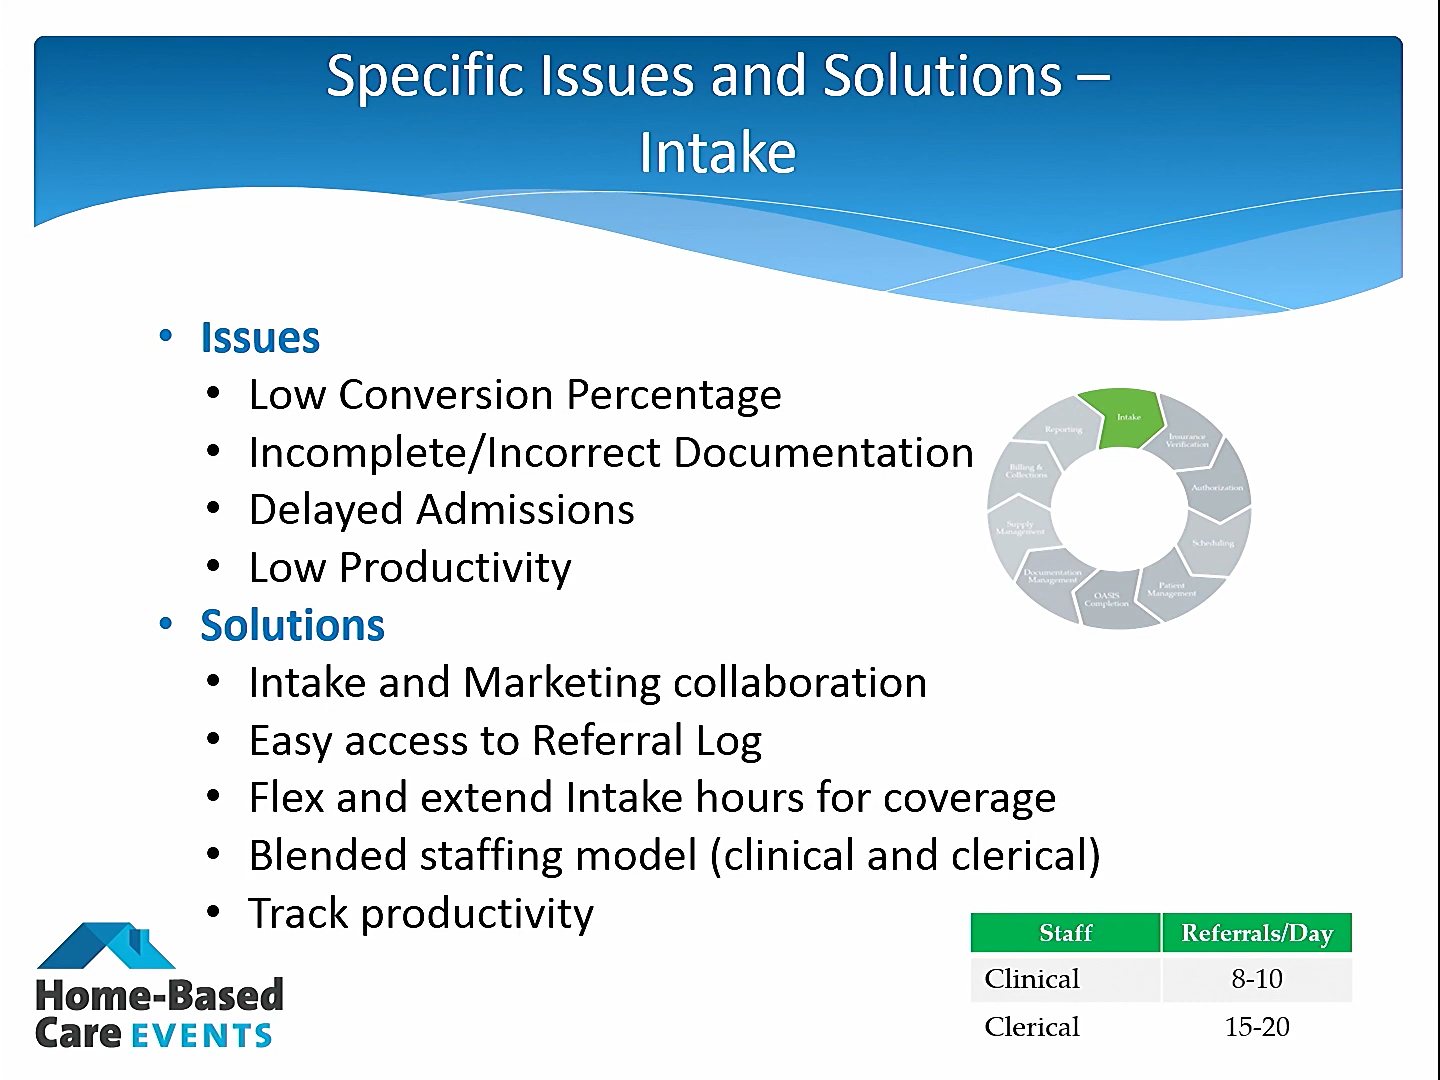 Specific Issues and Solutions –
Intake
• Issues
• Low Conversion Percentage
• Incomplete/Incorrect Documentation
• Delayed Admissions
• Low Productivity
• Solutions
• Intake and Marketing collaboration
• Easy access to Referral Log
• Flex and extend Intake hours for coverage
• Blended staffing model (clinical and clerical)
• Track productivity
Intake
Insurance
Verification
Authorization
Scheduling
Patient
Management
OASIS
Completion
Documentation
Management
Supply
Management
Billing &
Collections
Reporting
Staff Referrals/Day
Clinical 8-10
Clerical 15-20
Home-Based
Care EVENTS